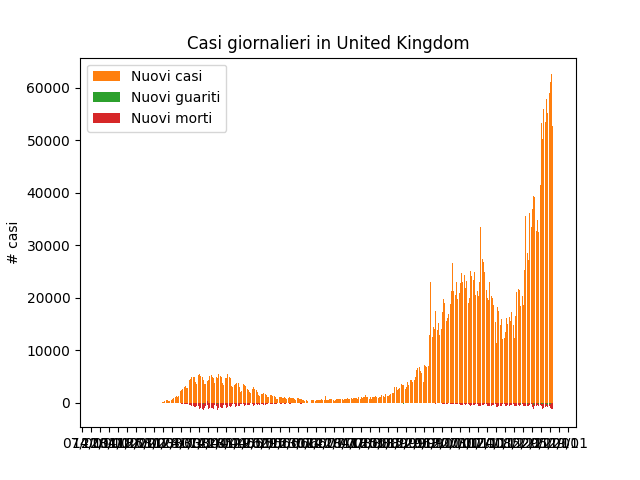 Casi giornalieri in United Kingdom
Nuovi casi
Nuovi guariti
Nuovi morti
60000
50000
40000
30000
20000
10000
0
# casi